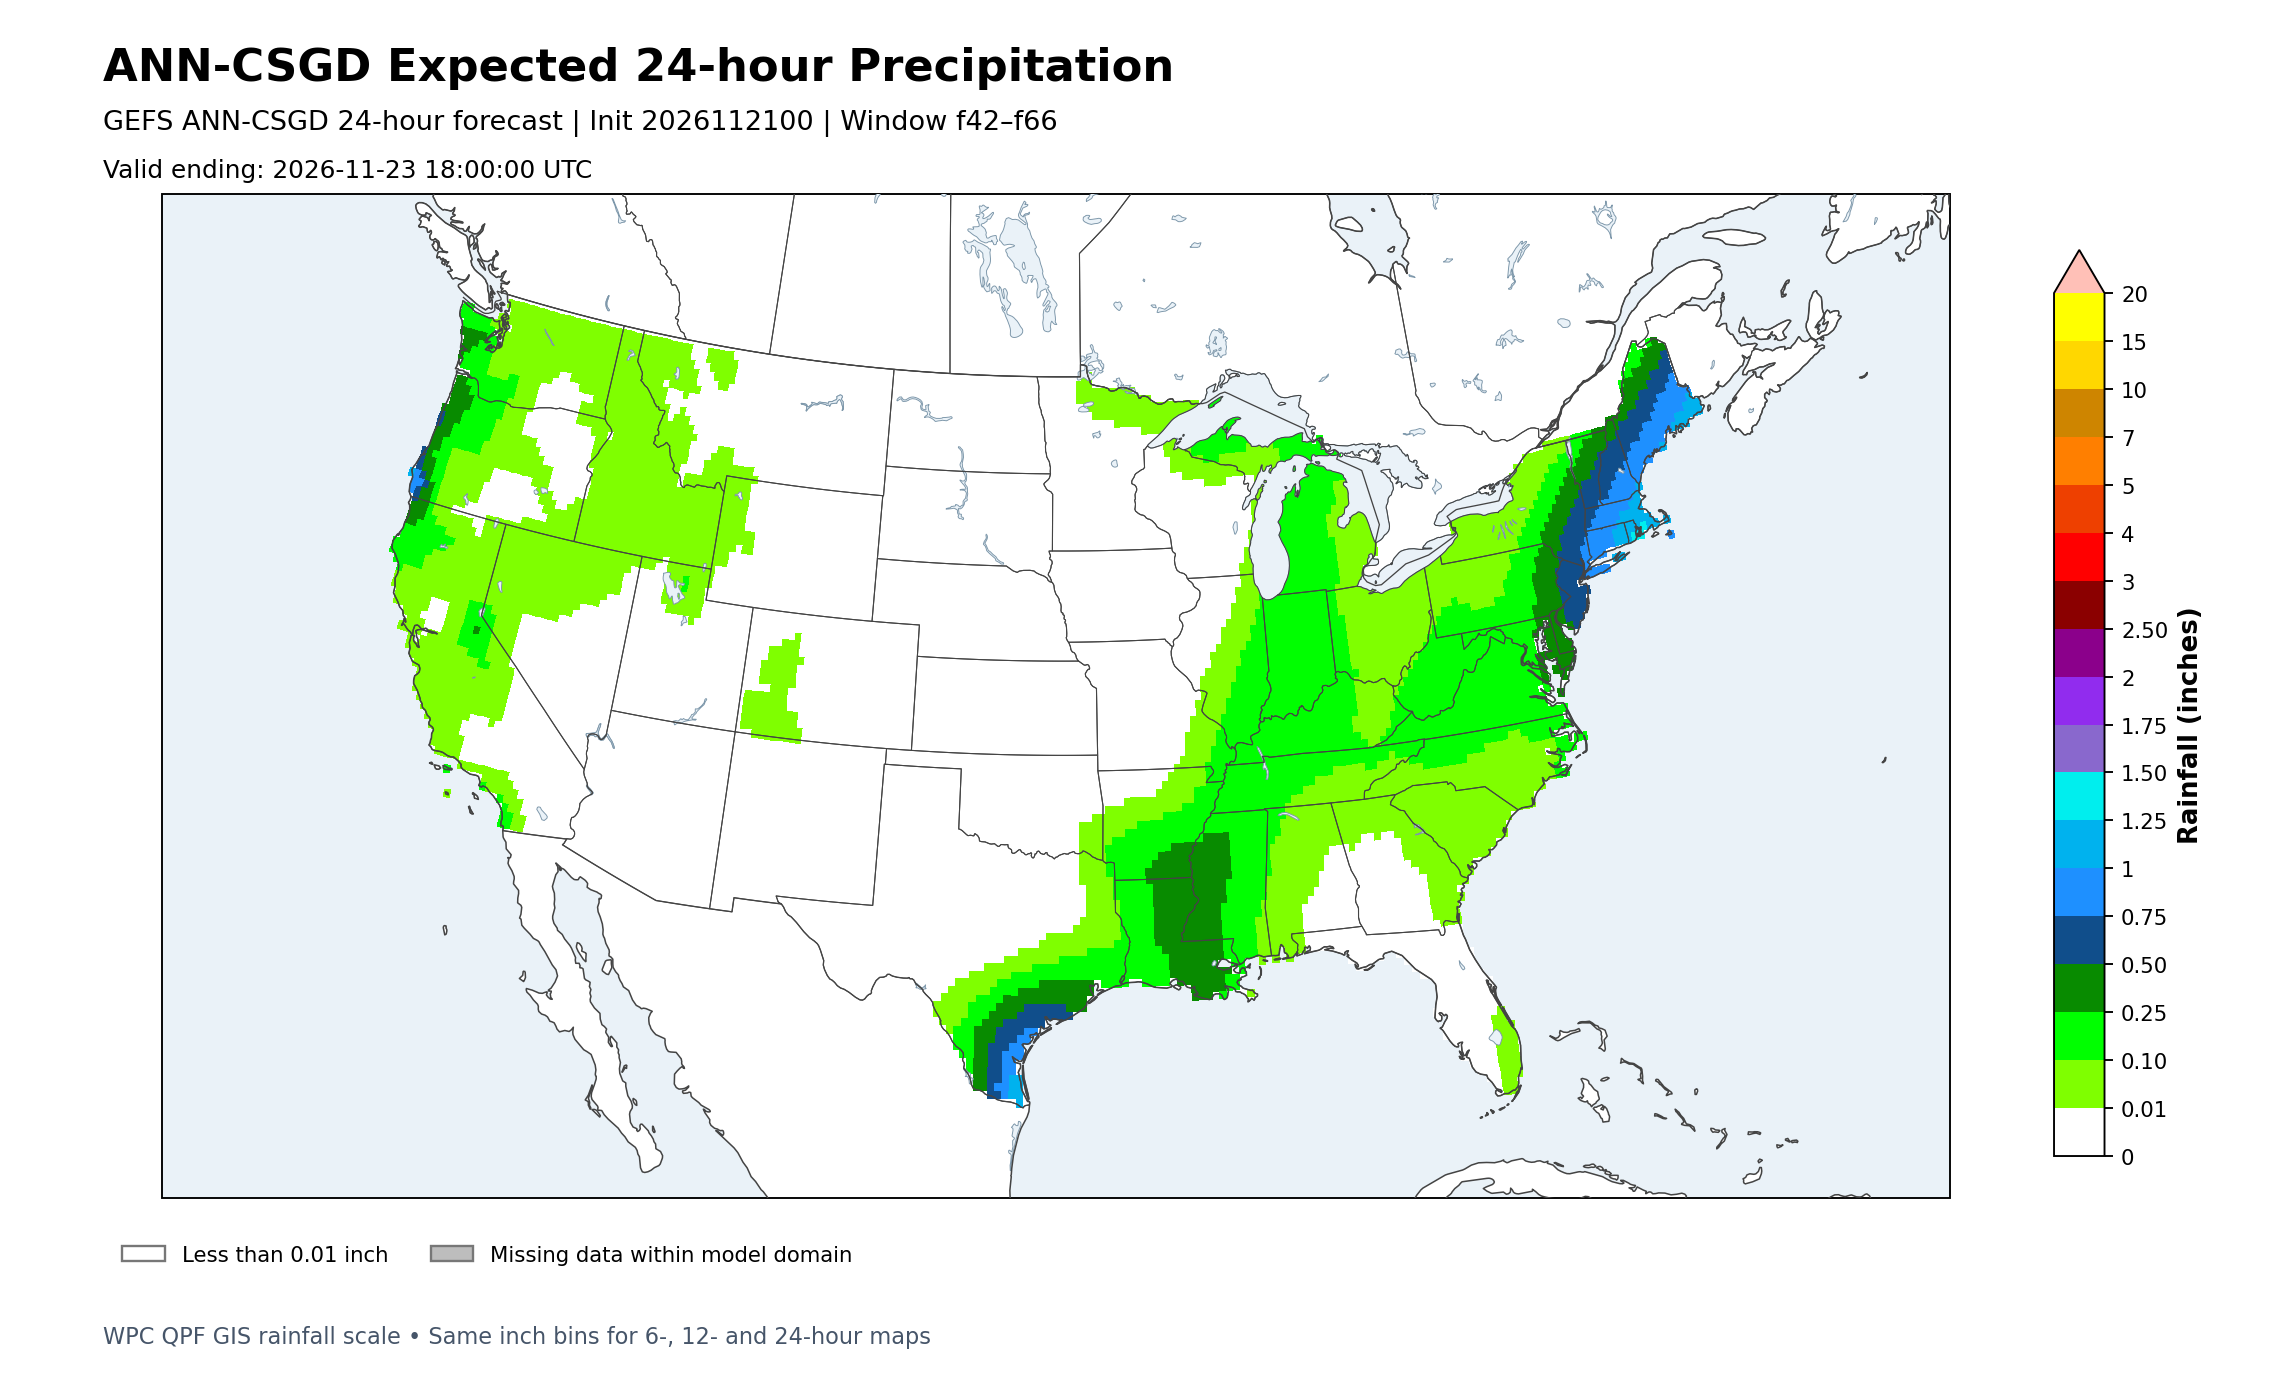 ANN-CSGD Expected 24-hour Precipitation
GEFS ANN-CSGD 24-hour forecast | Init 2026112100 | Window f42–f66
Valid ending: 2026-11-23 18:00:00 UTC
20
15
10
7
5
4
3
2.50
2
1.75
1.50
1.25
1
0.75
0.50
0.25
0.10
0.01
0
Rainfall (inches)
Less than 0.01 inch
Missing data within model domain
WPC QPF GIS rainfall scale • Same inch bins for 6-, 12- and 24-hour maps